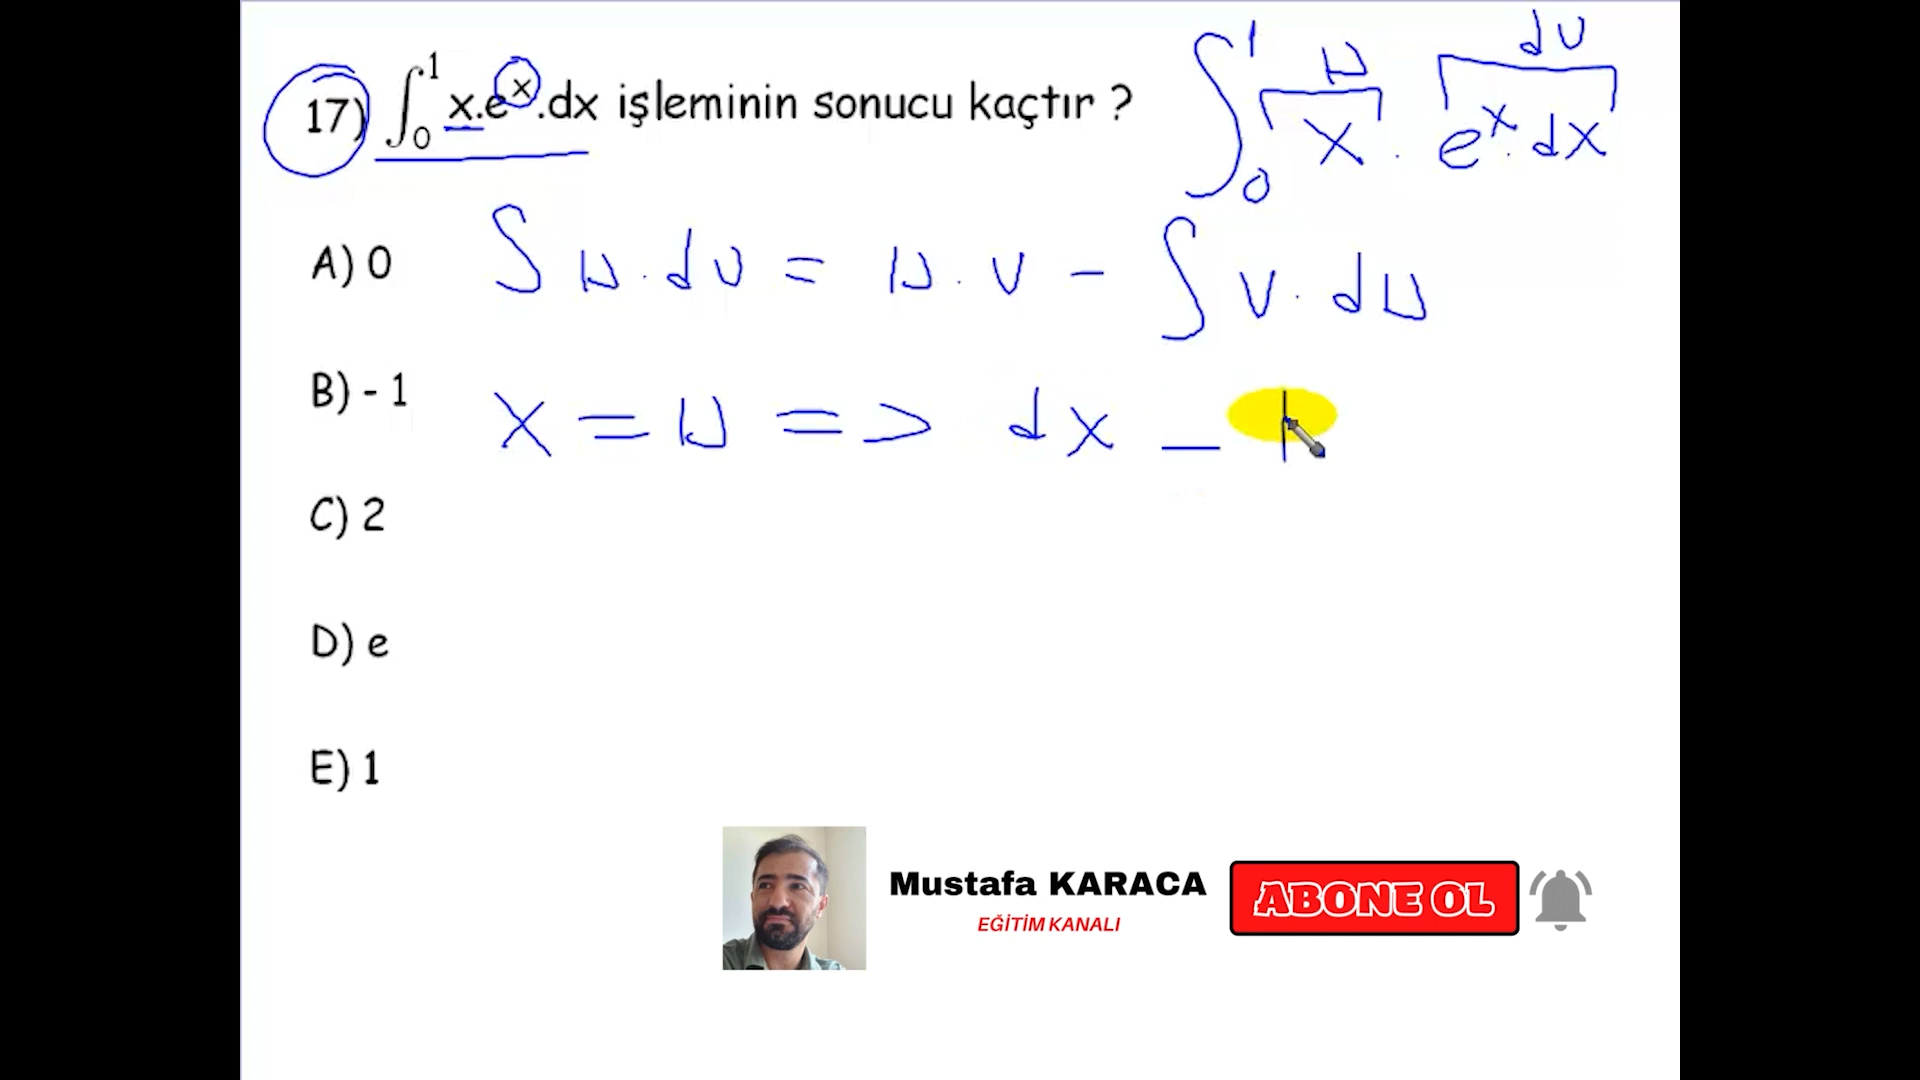 17) ∫₀¹ x.eˣ.dx işleminin sonucu kaçtır ?
∫₀¹ x . eˣ.dx
u dv
A) 0
∫ u.dv = u.v - ∫ v.du
B) - 1
x = u => dx
C) 2
D) e
E) 1
Mustafa KARACA
EĞİTİM KANALI
ABONE OL